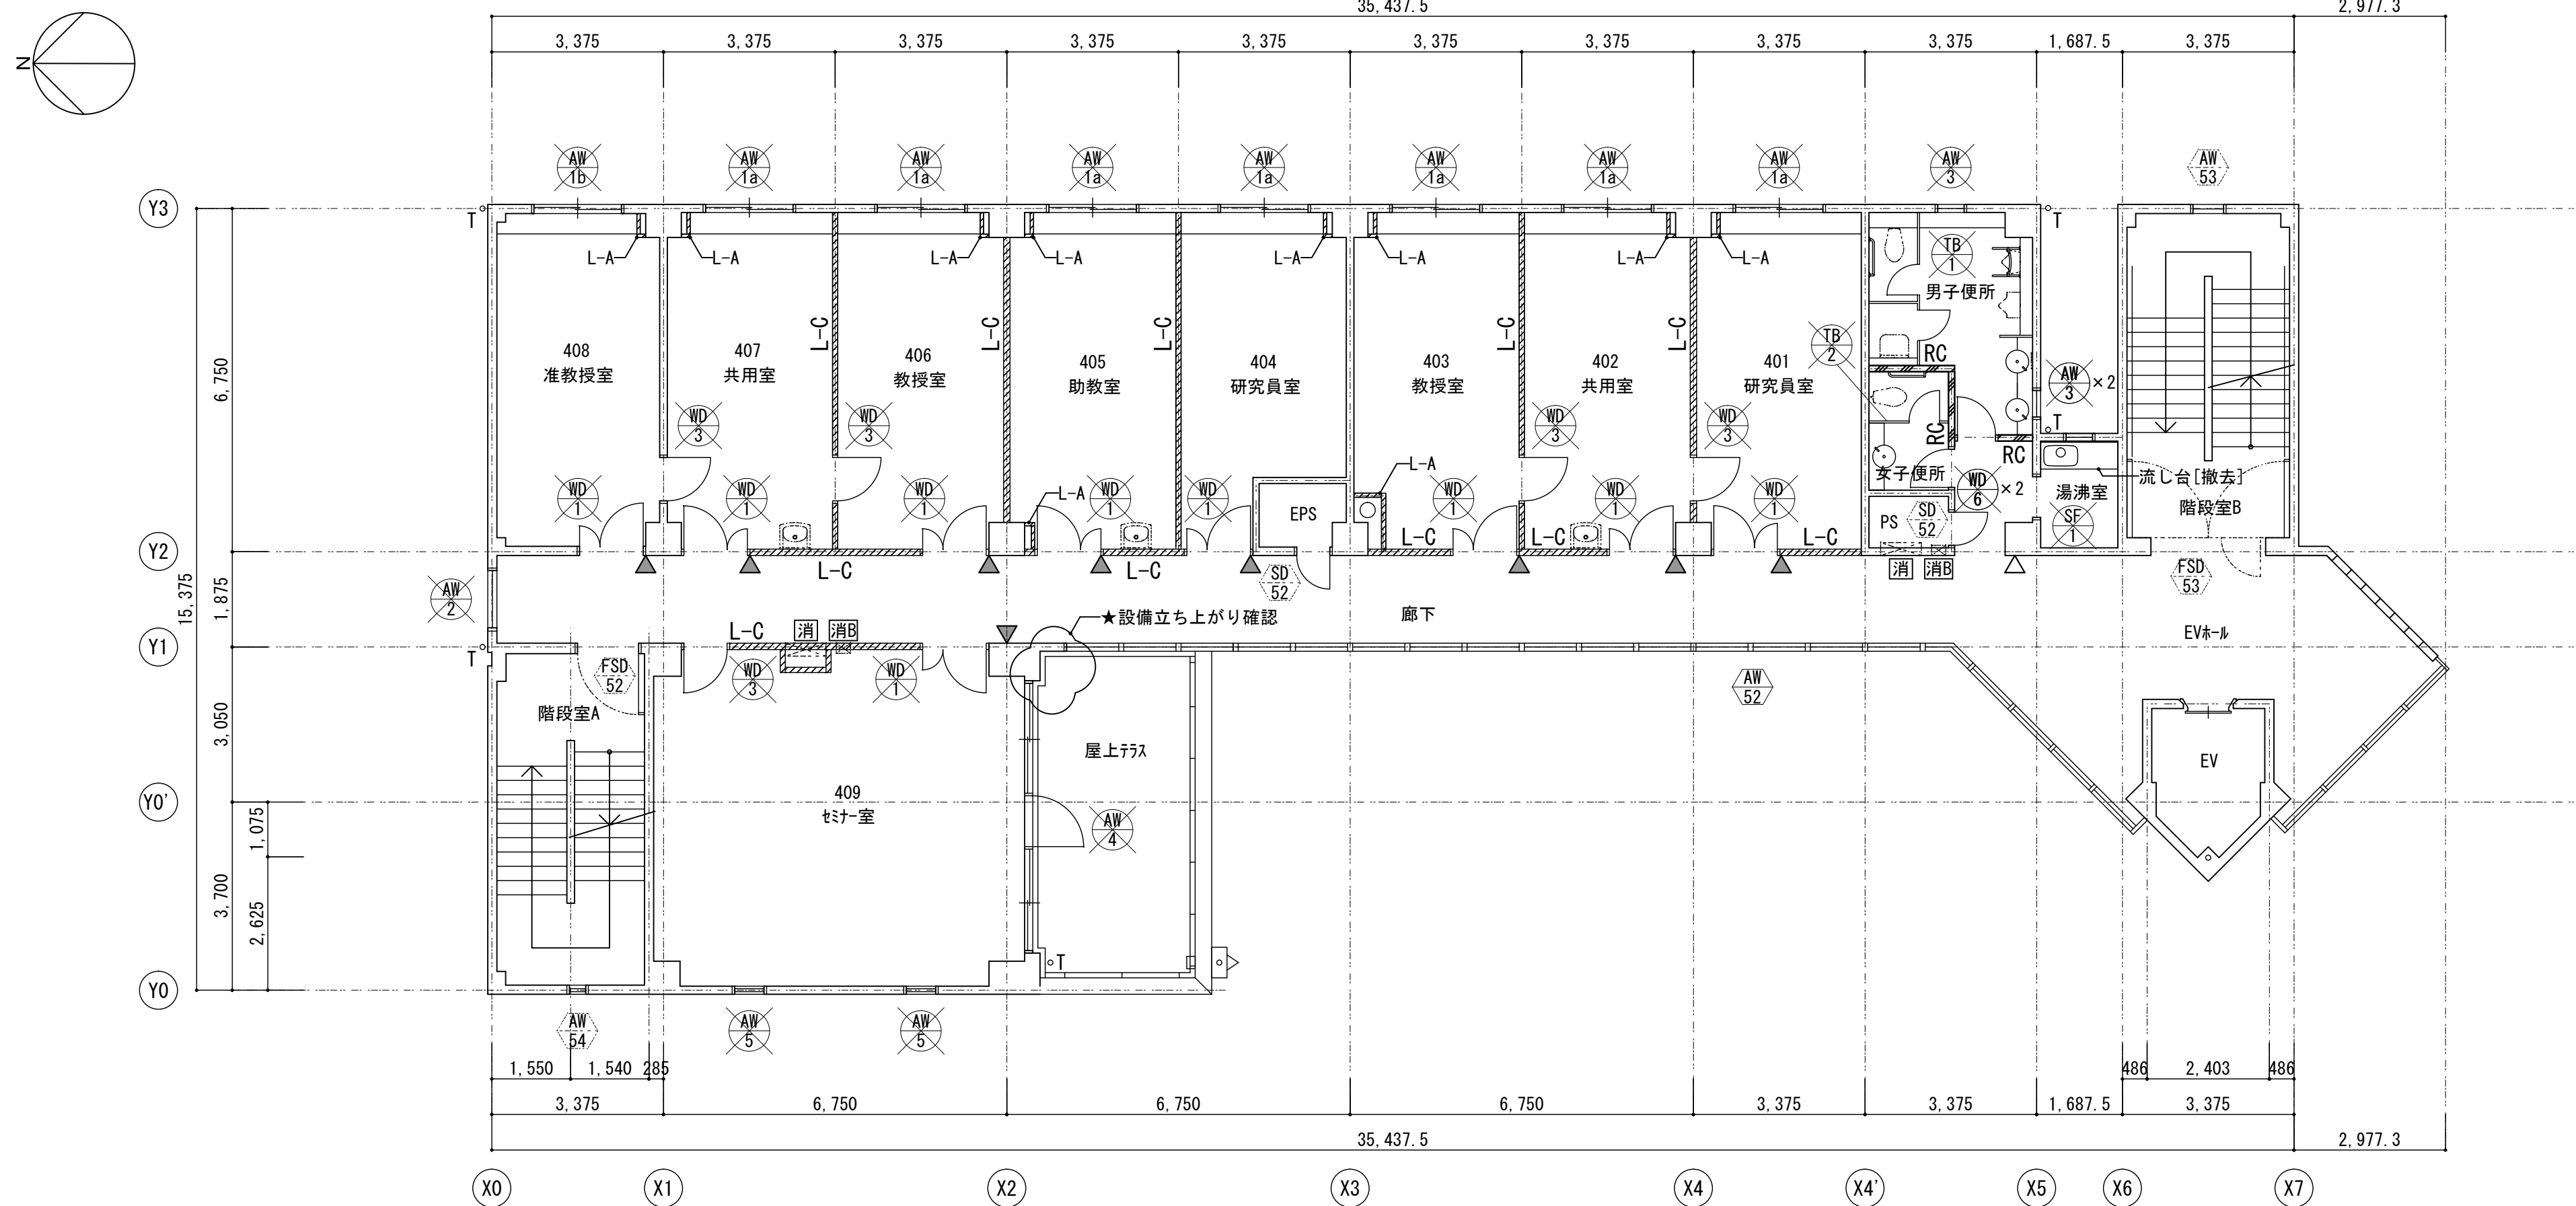 35,437.5
2,977.3
3,375
3,375
3,375
3,375
3,375
3,375
3,375
3,375
3,375
1,687.5
3,375
N
AW
1b
AW
1a
AW
1a
AW
1a
AW
1a
AW
1a
AW
1a
AW
1a
AW
3
AW
53
Y3
T
T
L-A
L-A
L-A
L-A
L-A
L-A
L-A
L-A
TB
1
男子便所
L-C
L-C
L-C
L-C
L-C
TB
2
RC
408
准教授室
407
共用室
406
教授室
405
助教室
404
研究員室
403
教授室
402
共用室
401
研究員室
AW
3
×2
T
6,750
WD
3
WD
3
WD
3
WD
3
RC
RC
女子便所
WD
6
×2
流し台[撤去]
湯沸室
階段室B
WD
1
WD
1
WD
1
L-A
WD
1
WD
1
L-A
WD
1
WD
1
WD
1
EPS
PS
SD
52
SF
1
L-C
L-C
L-C
Y2
L-C
L-C
SD
52
消
消B
FSD
53
15,375
1,875
AW
2
★設備立ち上がり確認
廊下
EVホール
L-C
消
消B
Y1
T
FSD
52
WD
3
WD
1
AW
52
階段室A
3,050
屋上テラス
EV
409
セミナー室
Y0'
1,075
AW
4
3,700
2,625
T
Y0
AW
54
AW
5
AW
5
1,550
1,540
285
486
2,403
486
3,375
6,750
6,750
6,750
3,375
3,375
1,687.5
3,375
35,437.5
2,977.3
X0
X1
X2
X3
X4
X4'
X5
X6
X7